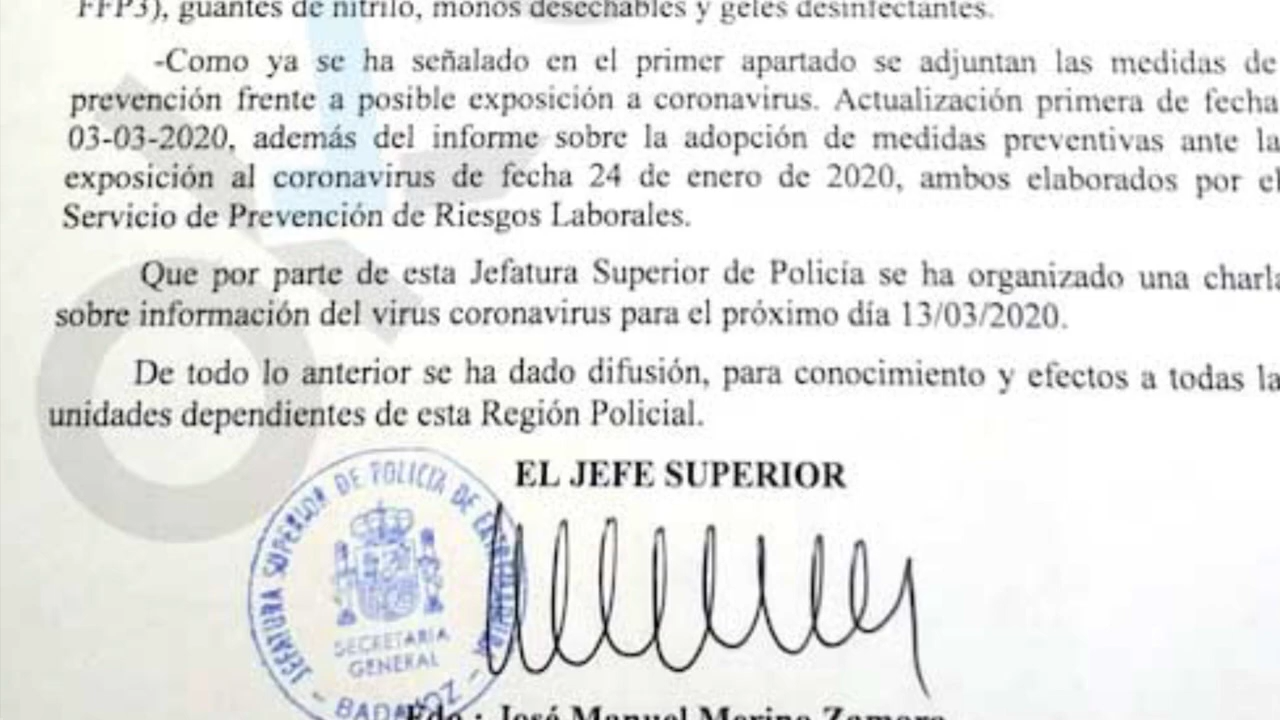 FFP3), guantes de nitrilo, monos desechables y geles desinfectantes.
-Como ya se ha señalado en el primer apartado se adjuntan las medidas de
prevención frente a posible exposición a coronavirus. Actualización primera de fecha
03-03-2020, además del informe sobre la adopción de medidas preventivas ante la
exposición al coronavirus de fecha 24 de enero de 2020, ambos elaborados por el
Servicio de Prevención de Riesgos Laborales.
Que por parte de esta Jefatura Superior de Policía se ha organizado una charla
sobre información del virus coronavirus para el próximo día 13/03/2020.
De todo lo anterior se ha dado difusión, para conocimiento y efectos a todas la
unidades dependientes de esta Región Policial.
EL JEFE SUPERIOR
JEFATURA SUPERIOR DE POLICIA DE EXTREMADURA
SECRETARIA
GENERAL
- BADAJOZ -
Fdo.: José Manuel Merino Zamora